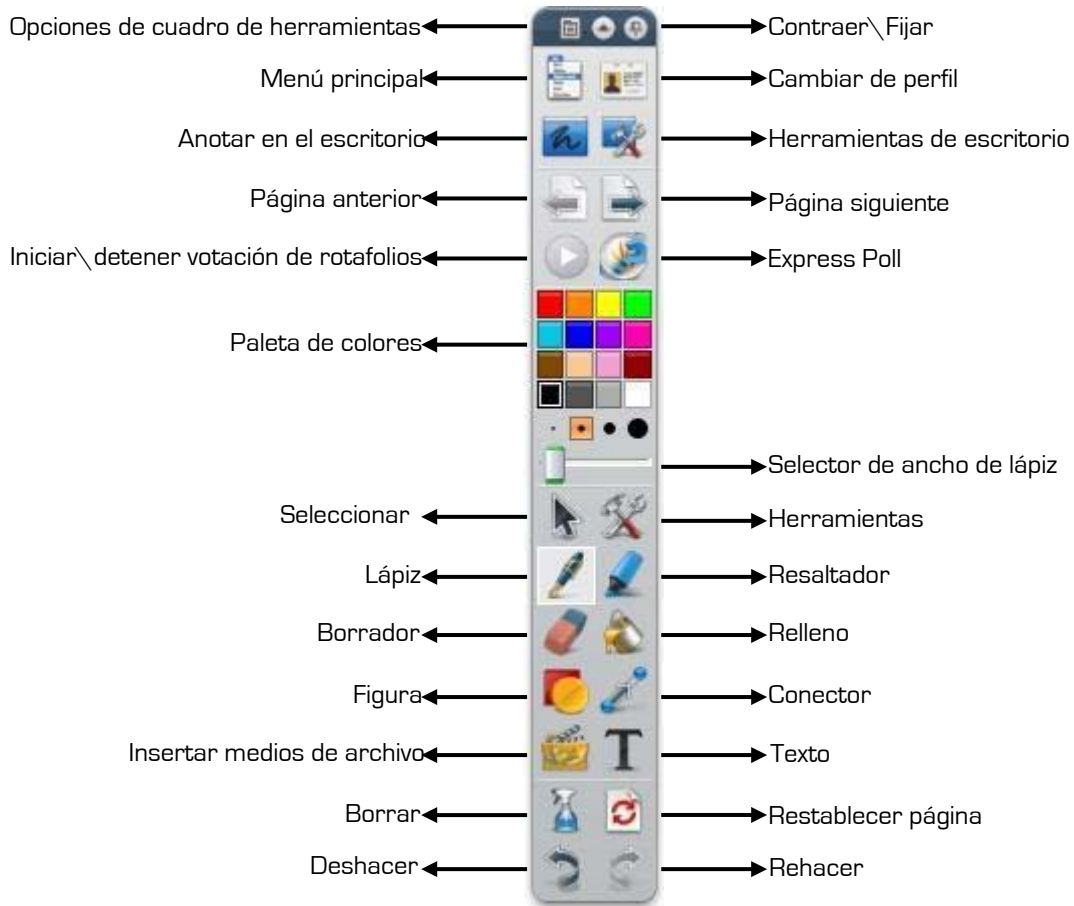 Opciones de cuadro de herramientas
Contraer\Fijar
Menú principal
Cambiar de perfil
Anotar en el escritorio
Herramientas de escritorio
Página anterior
Página siguiente
Iniciar\detener votación de rotafolios
Express Poll
Paleta de colores
Selector de ancho de lápiz
Seleccionar
Herramientas
Lápiz
Resaltador
Borrador
Relleno
Figura
Conector
Insertar medios de archivo
Texto
Borrar
Restablecer página
Deshacer
Rehacer